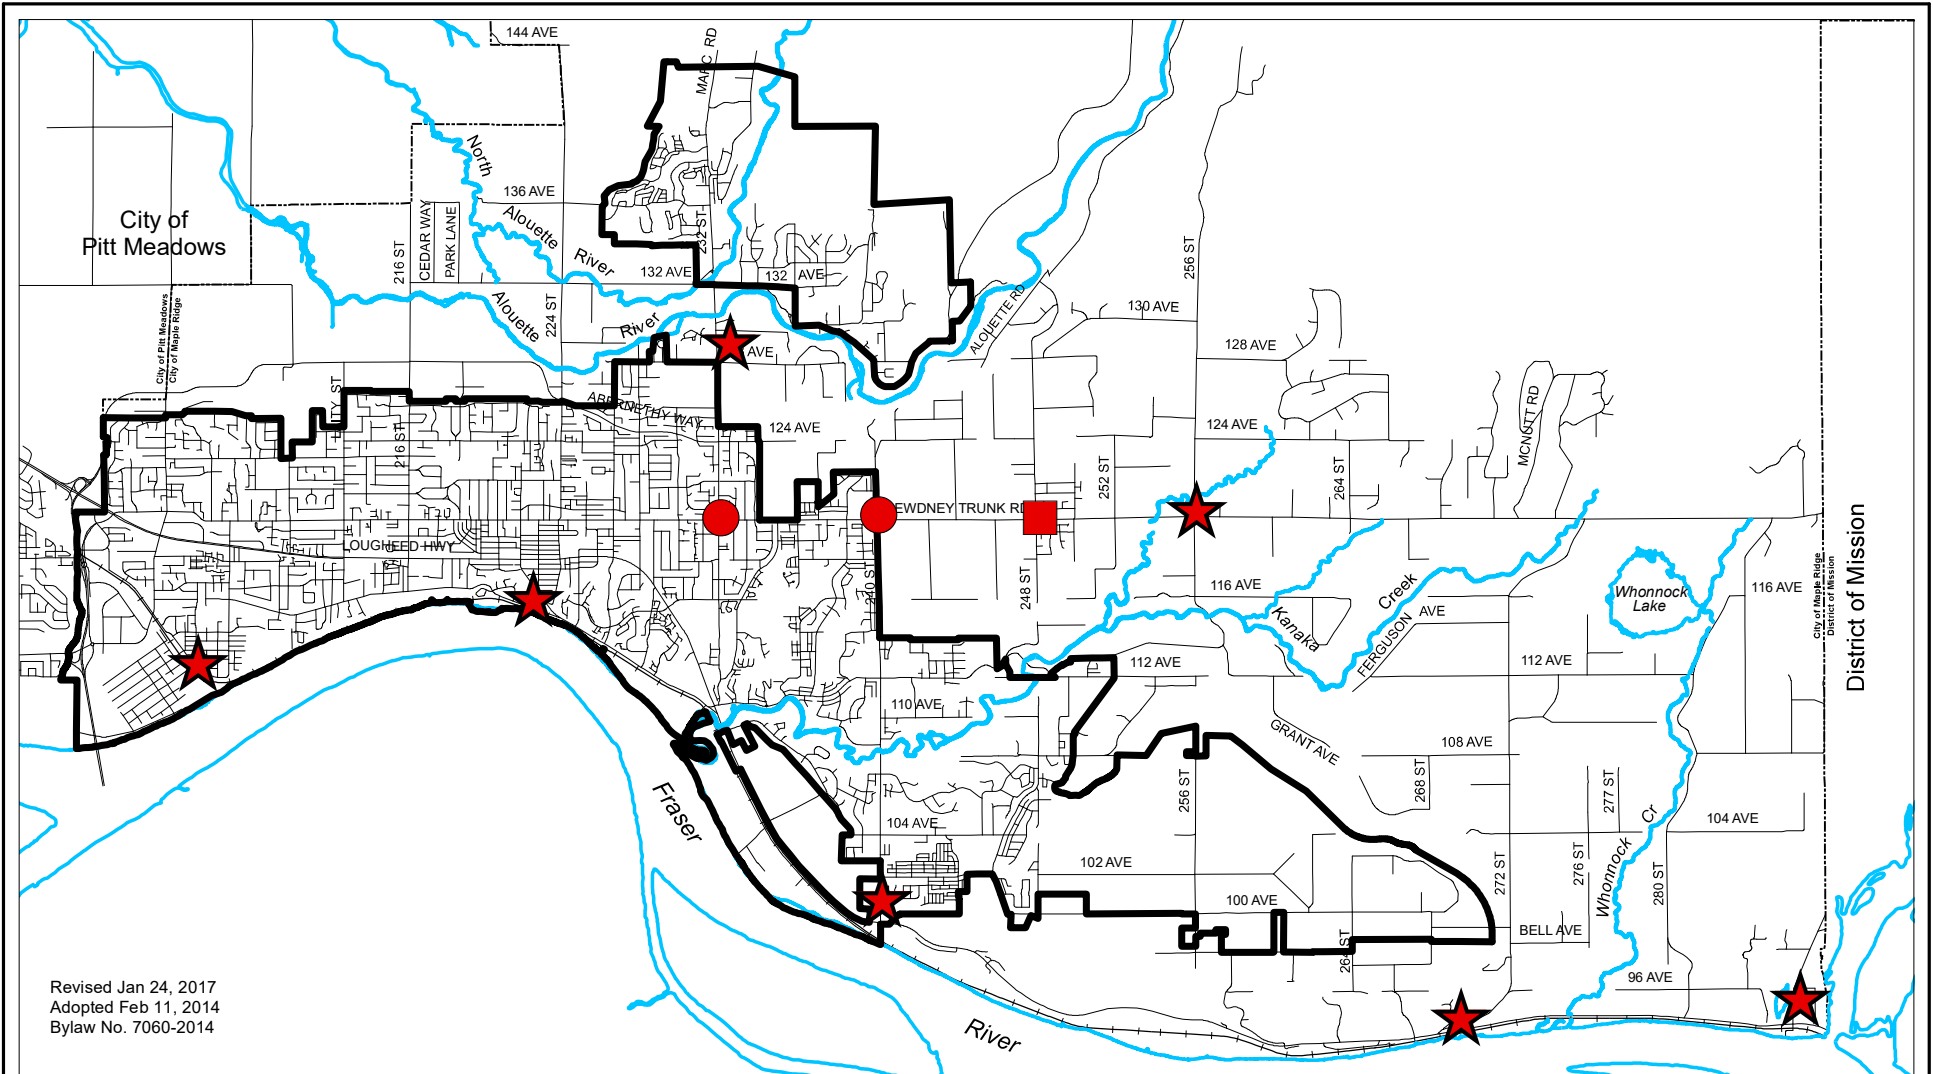 144 AVE
MARC RD
North
136 AVE
Alouette
River
City of
Pitt Meadows
216 ST
CEDAR WAY
PARK LANE
232 ST
132 AVE
132 AVE
256 ST
City of Pitt Meadows
City of Maple Ridge
Alouette
River
224 ST
ALOUETTE RD
130 AVE
AVE
128 AVE
ABERNETHY WAY
216 ST
124 AVE
124 AVE
MCNUTT RD
252 ST
264 ST
EWDNEY TRUNK
LOUGHEED HWY
240 ST
248 ST
116 AVE
Kanaka
Creek
FERGUSON AVE
Whonnock
Lake
116 AVE
City of Maple Ridge
District of Mission
District of Mission
112 AVE
112 AVE
110 AVE
GRANT AVE
108 AVE
256 ST
268 ST
277 ST
Fraser
104 AVE
104 AVE
102 AVE
272 ST
276 ST
Whonnock Cr
280 ST
100 AVE
BELL AVE
264 ST
96 AVE
River
Revised Jan 24, 2017
Adopted Feb 11, 2014
Bylaw No. 7060-2014